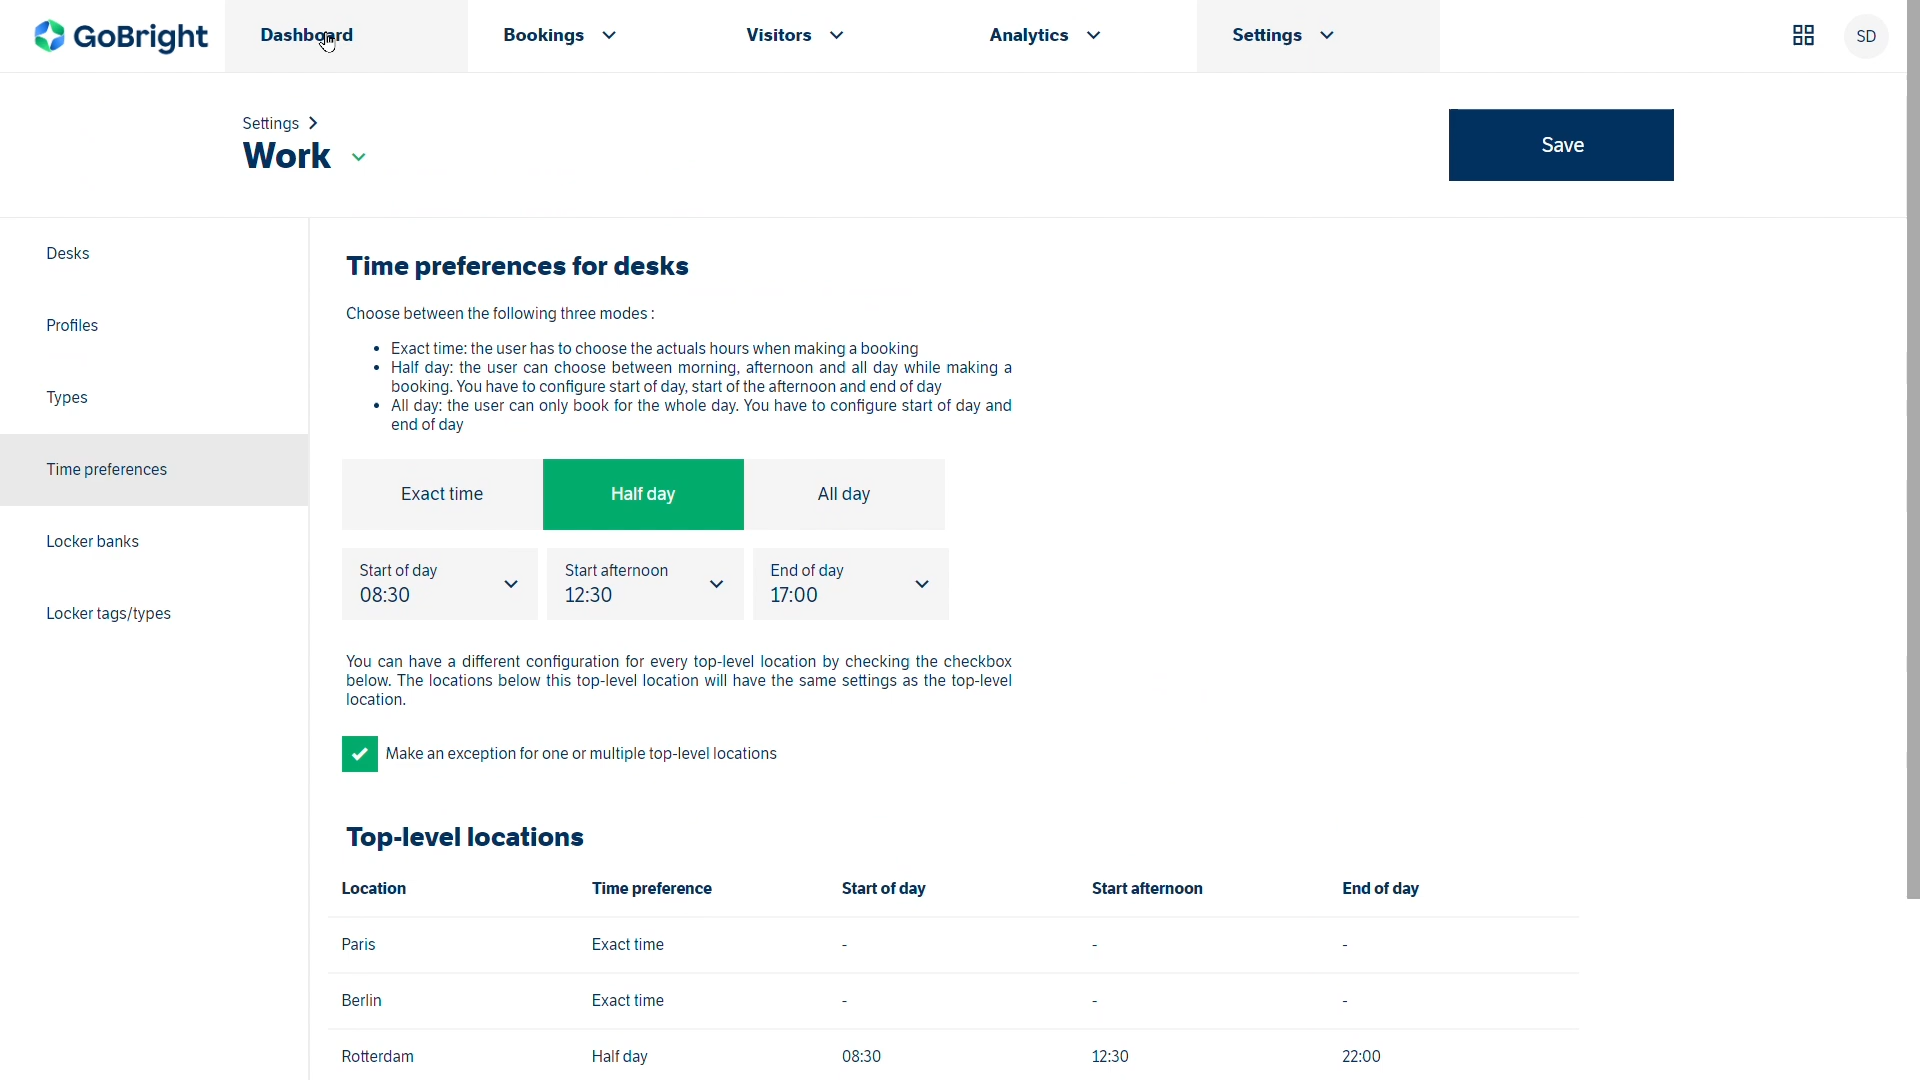 GoBright
Dashboard
Bookings
Visitors
Analytics
Settings
SD
Settings
Work
Save
Desks
Profiles
Types
Time preferences
Locker banks
Locker tags/types
Time preferences for desks
Choose between the following three modes :
• Exact time: the user has to choose the actuals hours when making a booking
• Half day: the user can choose between morning, afternoon and all day while making a
booking. You have to configure start of day, start of the afternoon and end of day
• All day: the user can only book for the whole day. You have to configure start of day and
end of day
Exact time
Half day
All day
Start of day
08:30
Start afternoon
12:30
End of day
17:00
You can have a different configuration for every top-level location by checking the checkbox
below. The locations below this top-level location will have the same settings as the top-level
location.
Make an exception for one or multiple top-level locations
Top-level locations
Location Time preference Start of day Start afternoon End of day
Paris Exact time - - -
Berlin Exact time - - -
Rotterdam Half day 08:30 12:30 22:00